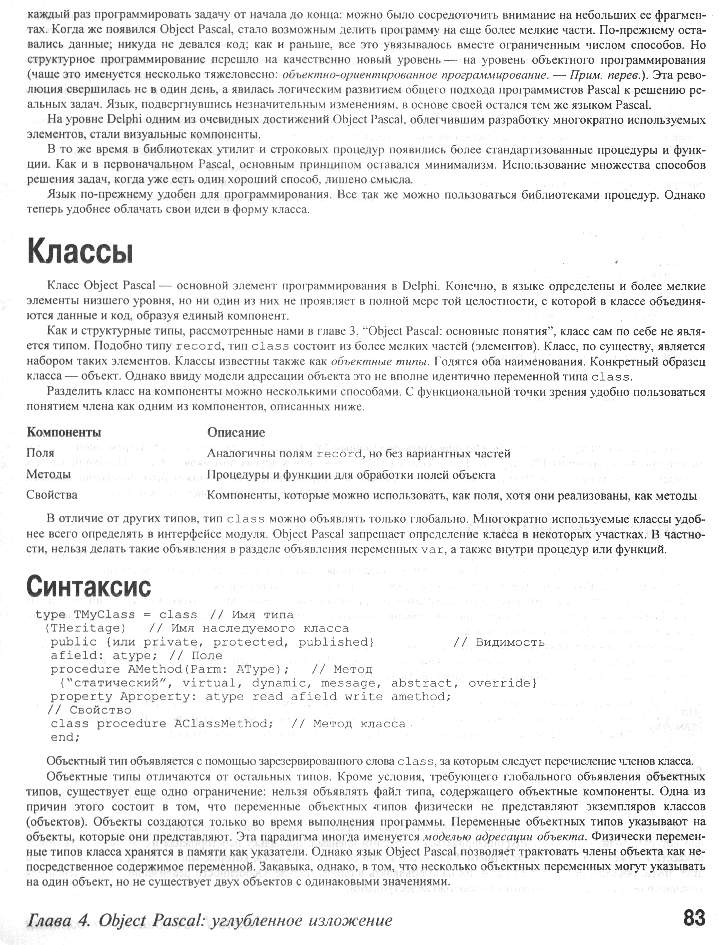 каждый раз программировать задачу от начала до конца: можно было сосредоточить внимание на небольших ее фрагмен-
тах. Когда же появился Object Pascal, стало возможным делить программу на еще более мелкие части. По-прежнему оста-
вались данные; никуда не девался код; как и раньше, все это увязывалось вместе ограниченным числом способов. Но
структурное программирование перешло на качественно новый уровень — на уровень объектного программирования
(чаще это именуется несколько тяжеловесно: объектно-ориентированное программирование. — Прим. перев.). Эта рево-
люция свершилась не в один день, а явилась логическим развитием общего подхода программистов Pascal к решению ре-
альных задач. Язык, подвергнувшись незначительным изменениям, в основе своей остался тем же языком Pascal.
На уровне Delphi одним из очевидных достижений Object Pascal, облегчившим разработку многократно используемых
элементов, стали визуальные компоненты.
В то же время в библиотеках утилит и строковых процедур появились более стандартизованные процедуры и функ-
ции. Как и в первоначальном Pascal, основным принципом оставался минимализм. Использование множества способов
решения задач, когда уже есть один хороший способ, лишено смысла.
Язык по-прежнему удобен для программирования. Все так же можно пользоваться библиотеками процедур. Однако
теперь удобнее облачать свои идеи в форму класса.
Классы
Класс Object Pascal — основной элемент программирования в Delphi. Конечно, в языке определены и более мелкие
элементы низшего уровня, но ни один из них не проявляет в полной мере той целостности, с которой в классе объединя-
ются данные и код, образуя единый компонент.
Как и структурные типы, рассмотренные нами в главе 3, “Object Pascal: основные понятия”, класс сам по себе не явля-
ется типом. Подобно типу record, тип class состоит из более мелких частей (элементов). Класс, по существу, является
набором таких элементов. Классы известны также как объектные типы. Годятся оба наименования. Конкретный образец
класса — объект. Однако ввиду модели адресации объекта это не вполне идентично переменной типа class.
Разделить класс на компоненты можно несколькими способами. С функциональной точки зрения удобно пользоваться
понятием члена как одним из компонентов, описанных ниже.
Компоненты Описание
Поля Аналогичны полям record, но без вариантных частей
Методы Процедуры и функции для обработки полей объекта
Свойства Компоненты, которые можно использовать, как поля, хотя они реализованы, как методы
В отличие от других типов, тип class можно объявлять только глобально. Многократно используемые классы удоб-
нее всего определять в интерфейсе модуля. Object Pascal запрещает определение класса в некоторых участках. В частно-
сти, нельзя делать такие объявления в разделе объявления переменных var, а также внутри процедур или функций.
Синтаксис
type TMyClass = class // Имя типа
(THeritage) // Имя наследуемого класса
public {или private, protected, published} // Видимость
afield: atype; // Поле
procedure AMethod(Parm: AType); // Метод
{“статический”, virtual, dynamic, message, abstract, override}
property Aproperty: atype read afield write amethod;
// Свойство
class procedure AClassMethod; // Метод класса
end;
Объектный тип объявляется с помощью зарезервированного слова class, за которым следует перечисление членов класса.
Объектные типы отличаются от остальных типов. Кроме условия, требующего глобального объявления объектных
типов, существует еще одно ограничение: нельзя объявлять файл типа, содержащего объектные компоненты. Одна из
причин этого состоит в том, что переменные объектных типов физически не представляют экземпляров классов
(объектов). Объекты создаются только во время выполнения программы. Переменные объектных типов указывают на
объекты, которые они представляют. Эта парадигма иногда именуется моделью адресации объекта. Физически перемен-
ные типов класса хранятся в памяти как указатели. Однако язык Object Pascal позволяет трактовать члены объекта как не-
посредственное содержимое переменной. Закавыка, однако, в том, что несколько объектных переменных могут указывать
на один объект, но не существует двух объектов с одинаковыми значениями.
Глава 4. Object Pascal: углубленное изложение 83